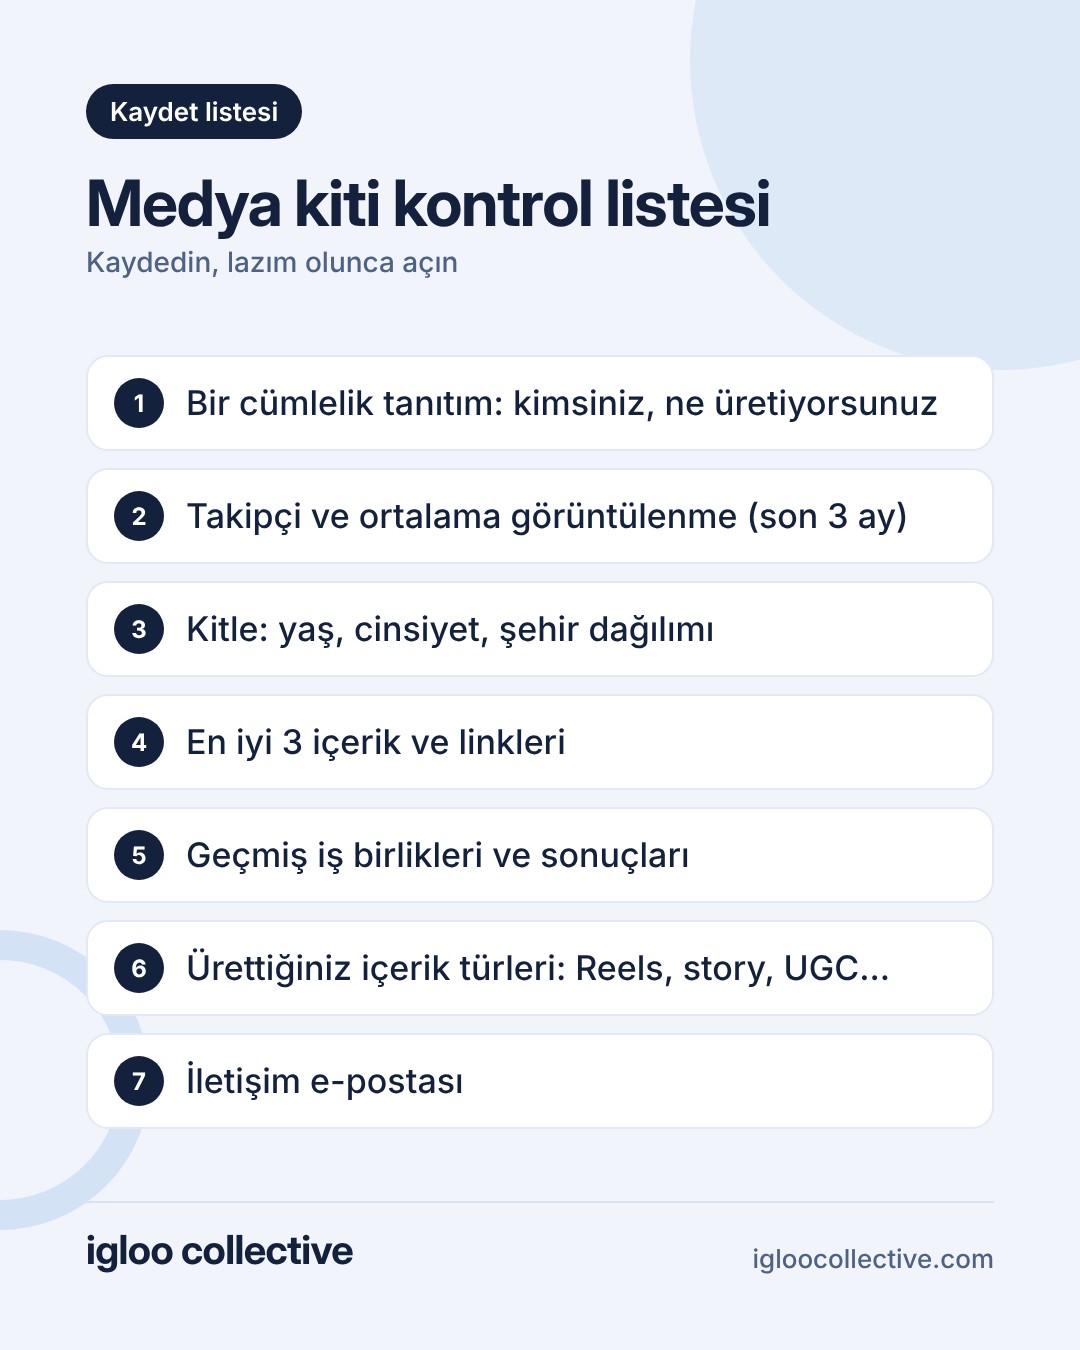 Kaydet listesi
Medya kiti kontrol listesi
Kaydedin, lazım olunca açın
1 Bir cümlelik tanıtım: kimsiniz, ne üretiyorsunuz
2 Takipçi ve ortalama görüntülenme (son 3 ay)
3 Kitle: yaş, cinsiyet, şehir dağılımı
4 En iyi 3 içerik ve linkleri
5 Geçmiş iş birlikleri ve sonuçları
6 Ürettiğiniz içerik türleri: Reels, story, UGC...
7 İletişim e-postası
igloo collective
igloocollective.com